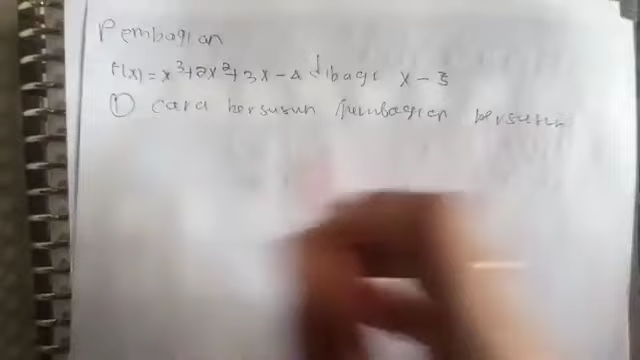 Pembagian
f(x) = x³+2x²+3x-4 dibagi x-3
① cara bersusun pembagian bersusun